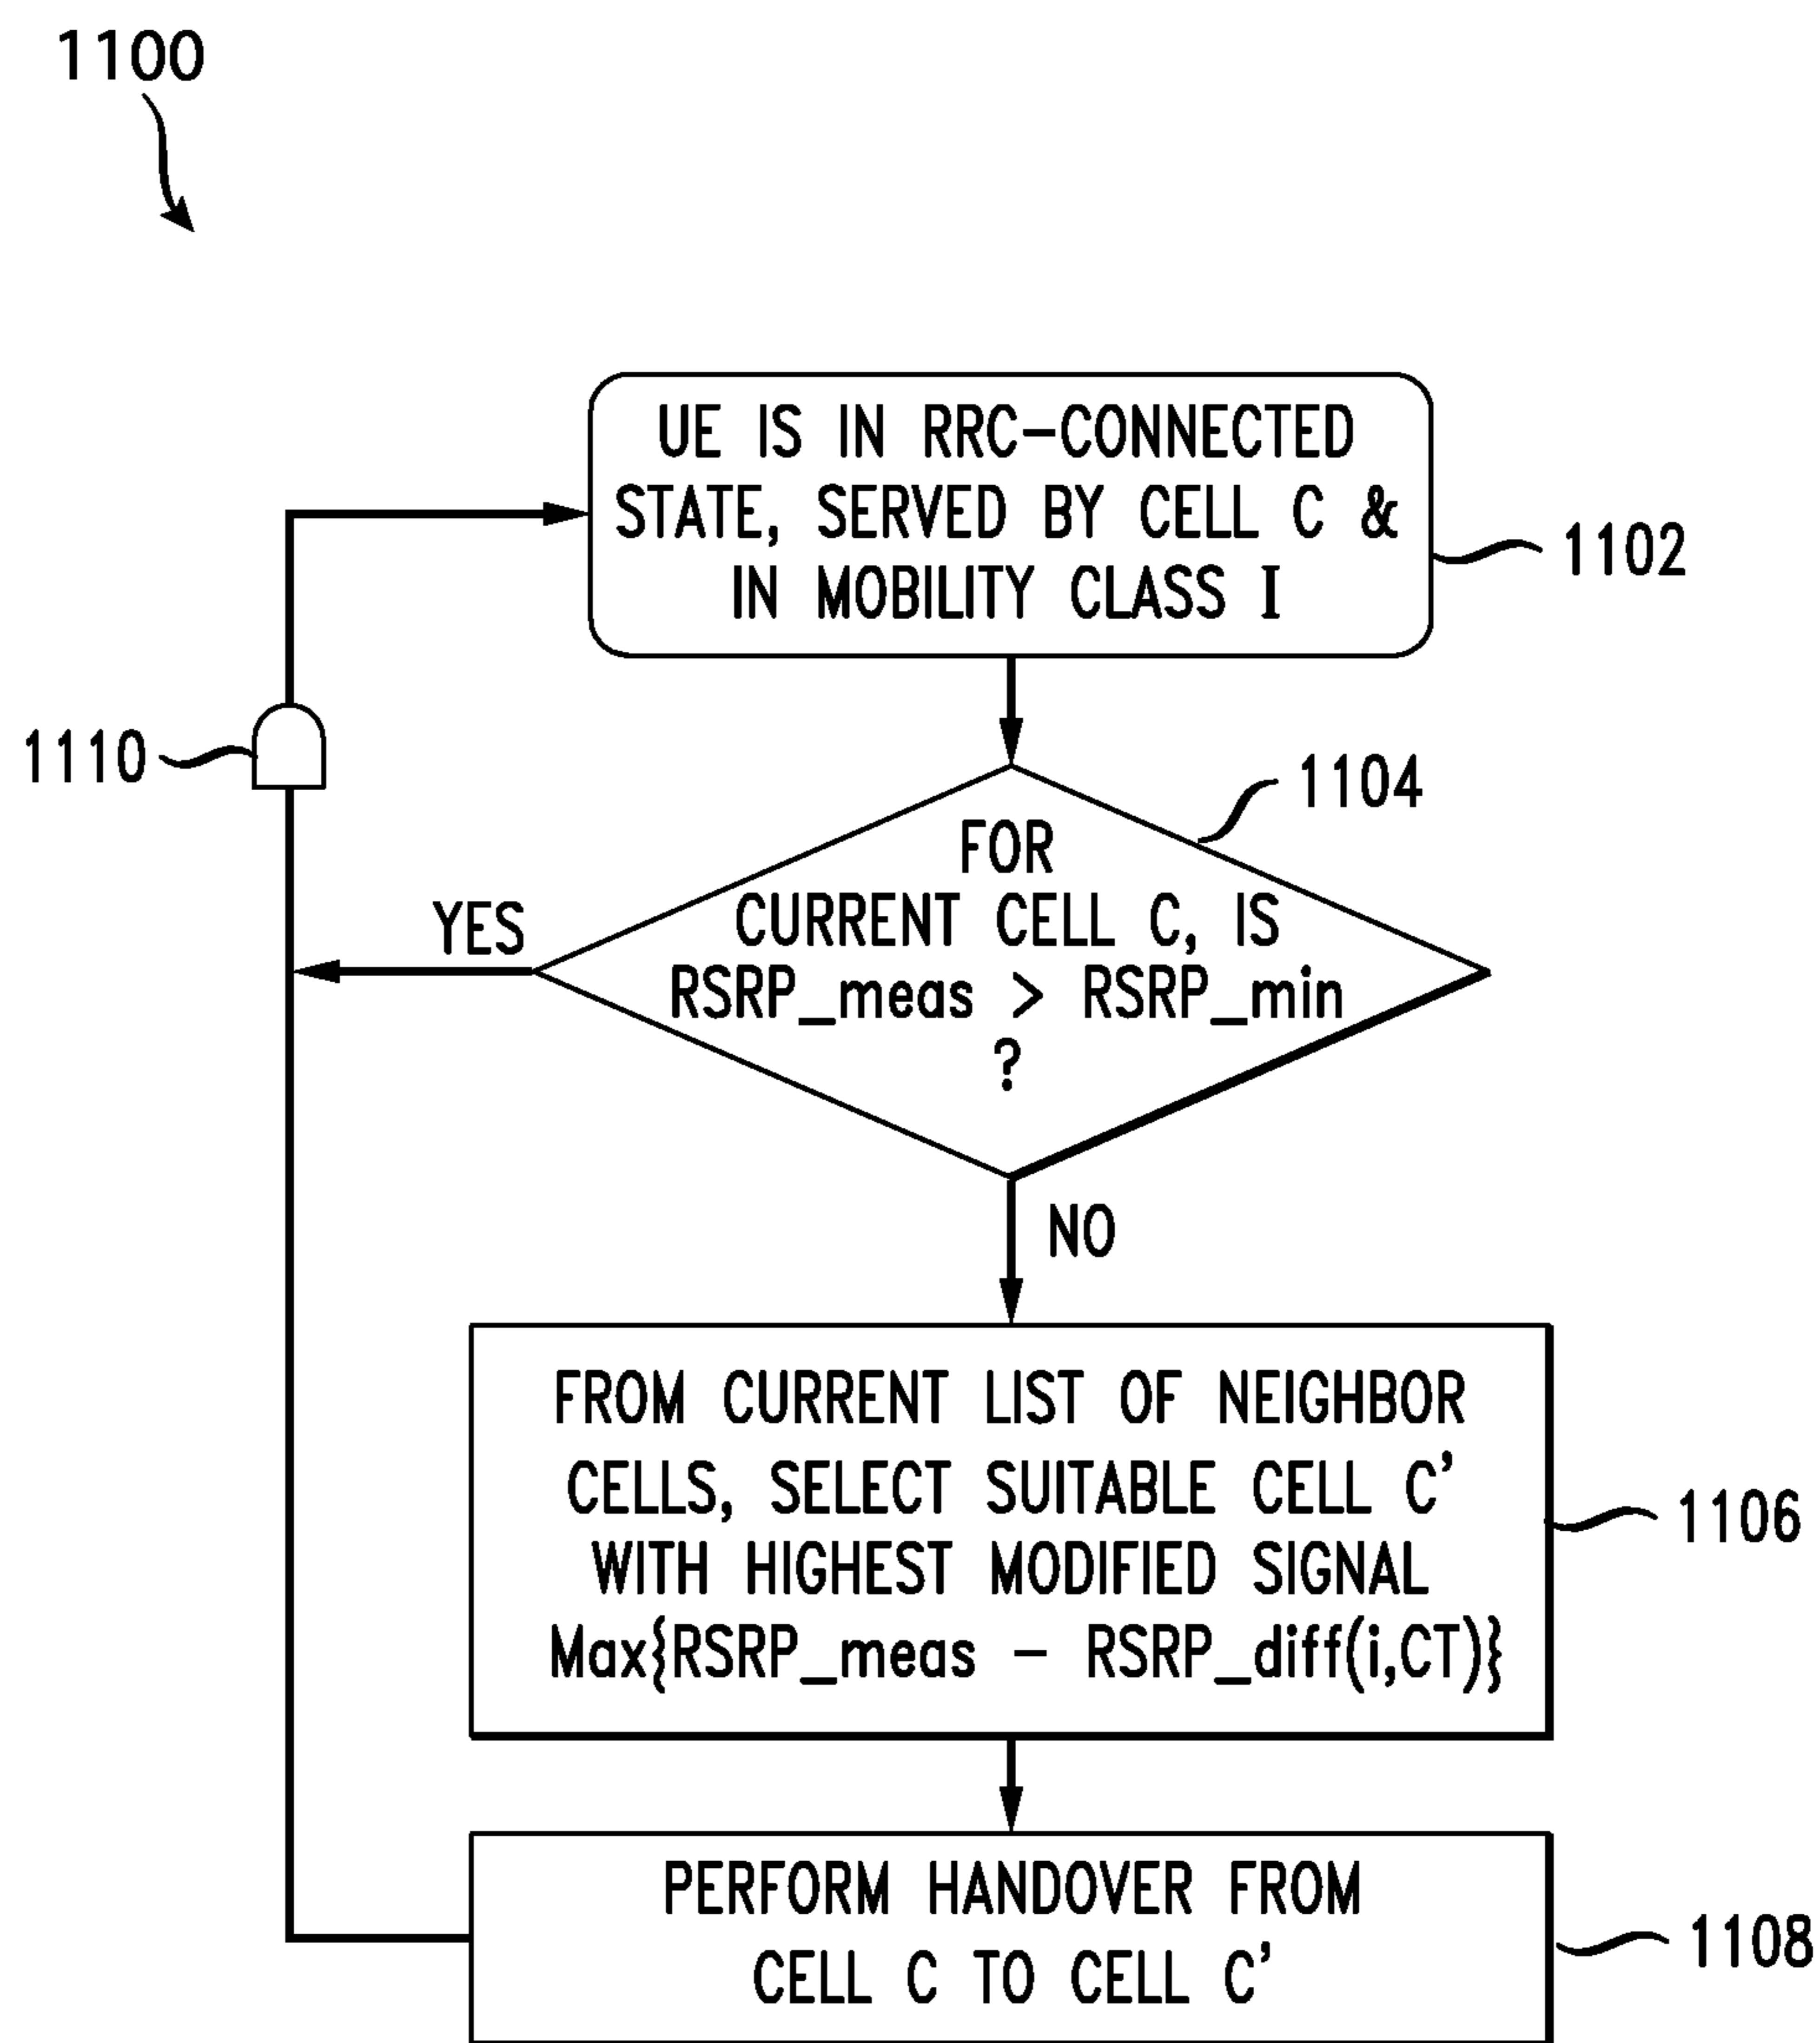 1100
UE IS IN RRC-CONNECTED
STATE, SERVED BY CELL C &
IN MOBILITY CLASS I
1102
1110
1104
FOR
CURRENT CELL C, IS
RSRP_meas > RSRP_min
?
YES
NO
FROM CURRENT LIST OF NEIGHBOR
CELLS, SELECT SUITABLE CELL C'
WITH HIGHEST MODIFIED SIGNAL
Max{RSRP_meas - RSRP_diff(i,CT)}
1106
PERFORM HANDOVER FROM
CELL C TO CELL C'
1108